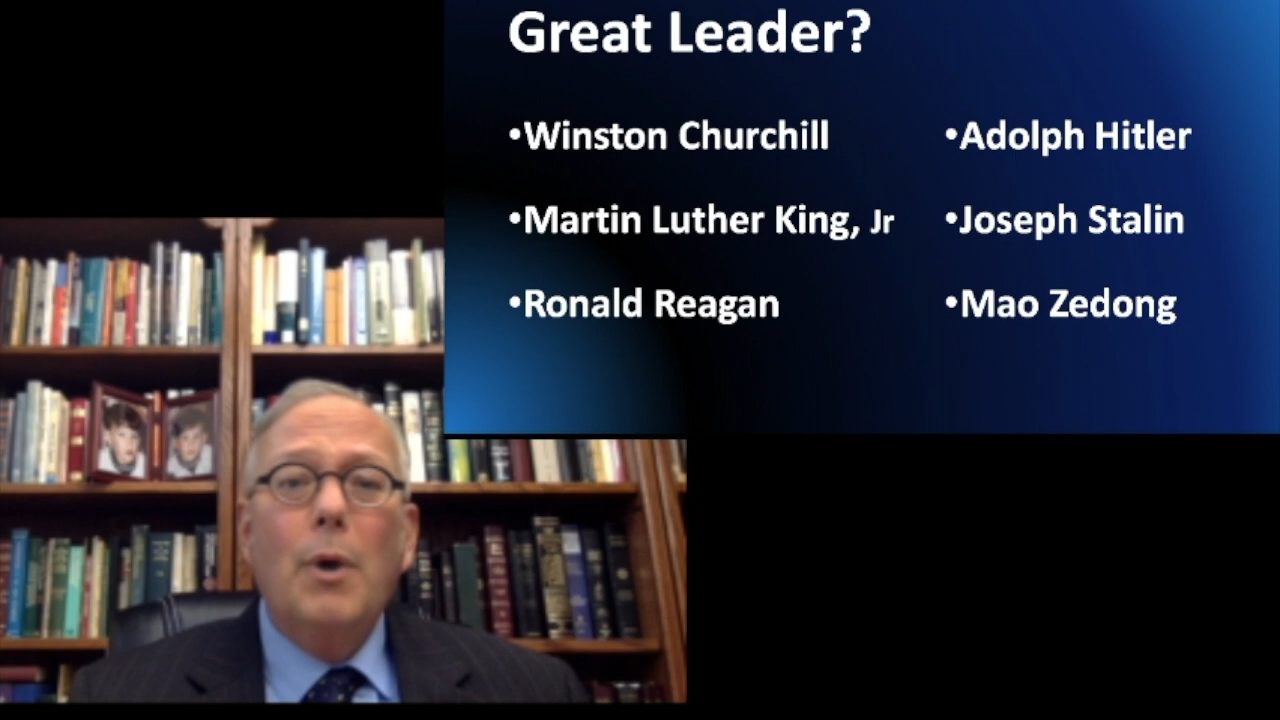 Great Leader?
•Winston Churchill
•Martin Luther King, Jr
•Ronald Reagan
•Adolph Hitler
•Joseph Stalin
•Mao Zedong